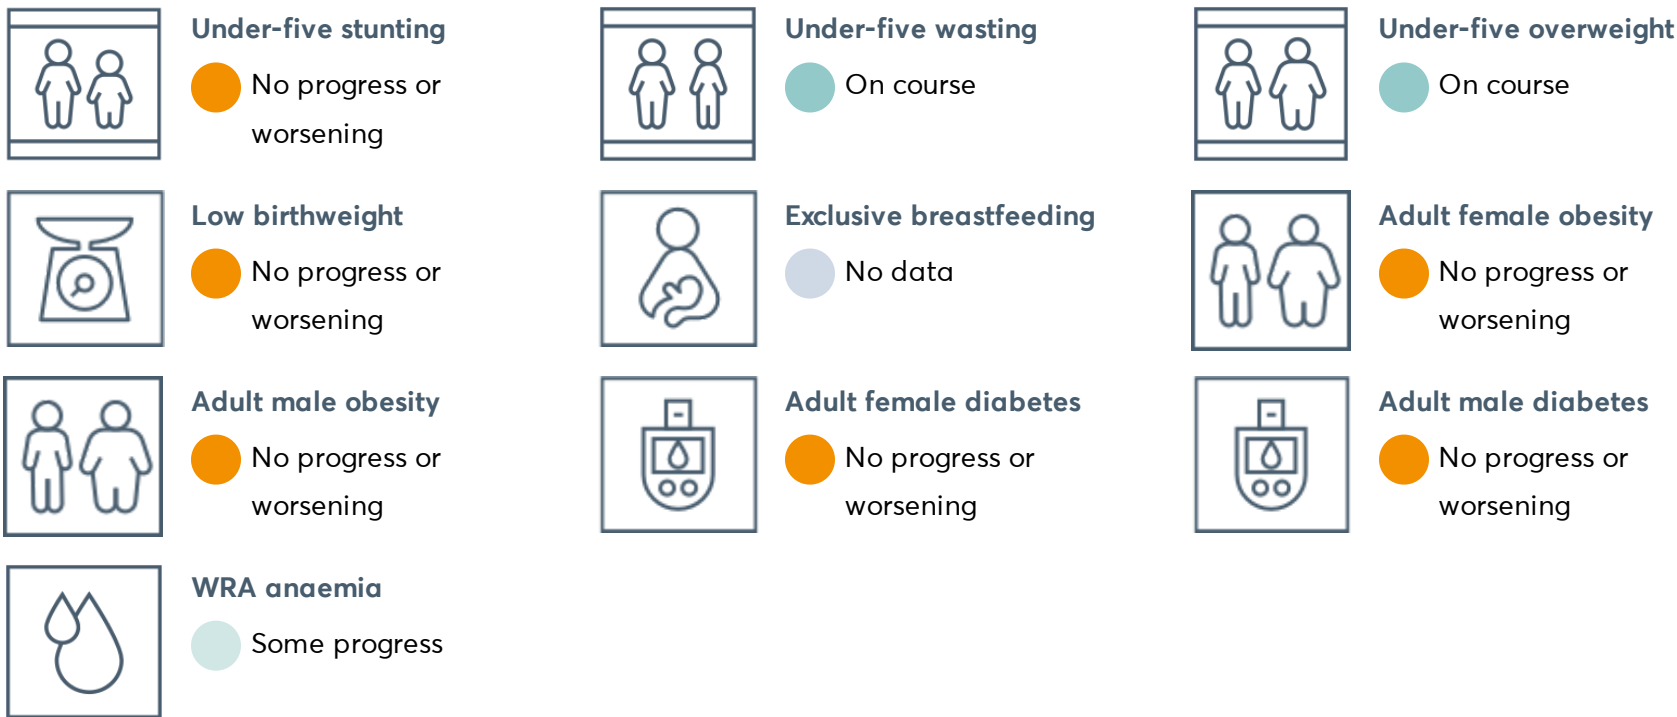 Under-five stunting
No progress or
worsening
Under-five wasting
On course
Under-five overweight
On course
Low birthweight
No progress or
worsening
Exclusive breastfeeding
No data
Adult female obesity
No progress or
worsening
Adult male obesity
No progress or
worsening
Adult female diabetes
No progress or
worsening
Adult male diabetes
No progress or
worsening
WRA anaemia
Some progress